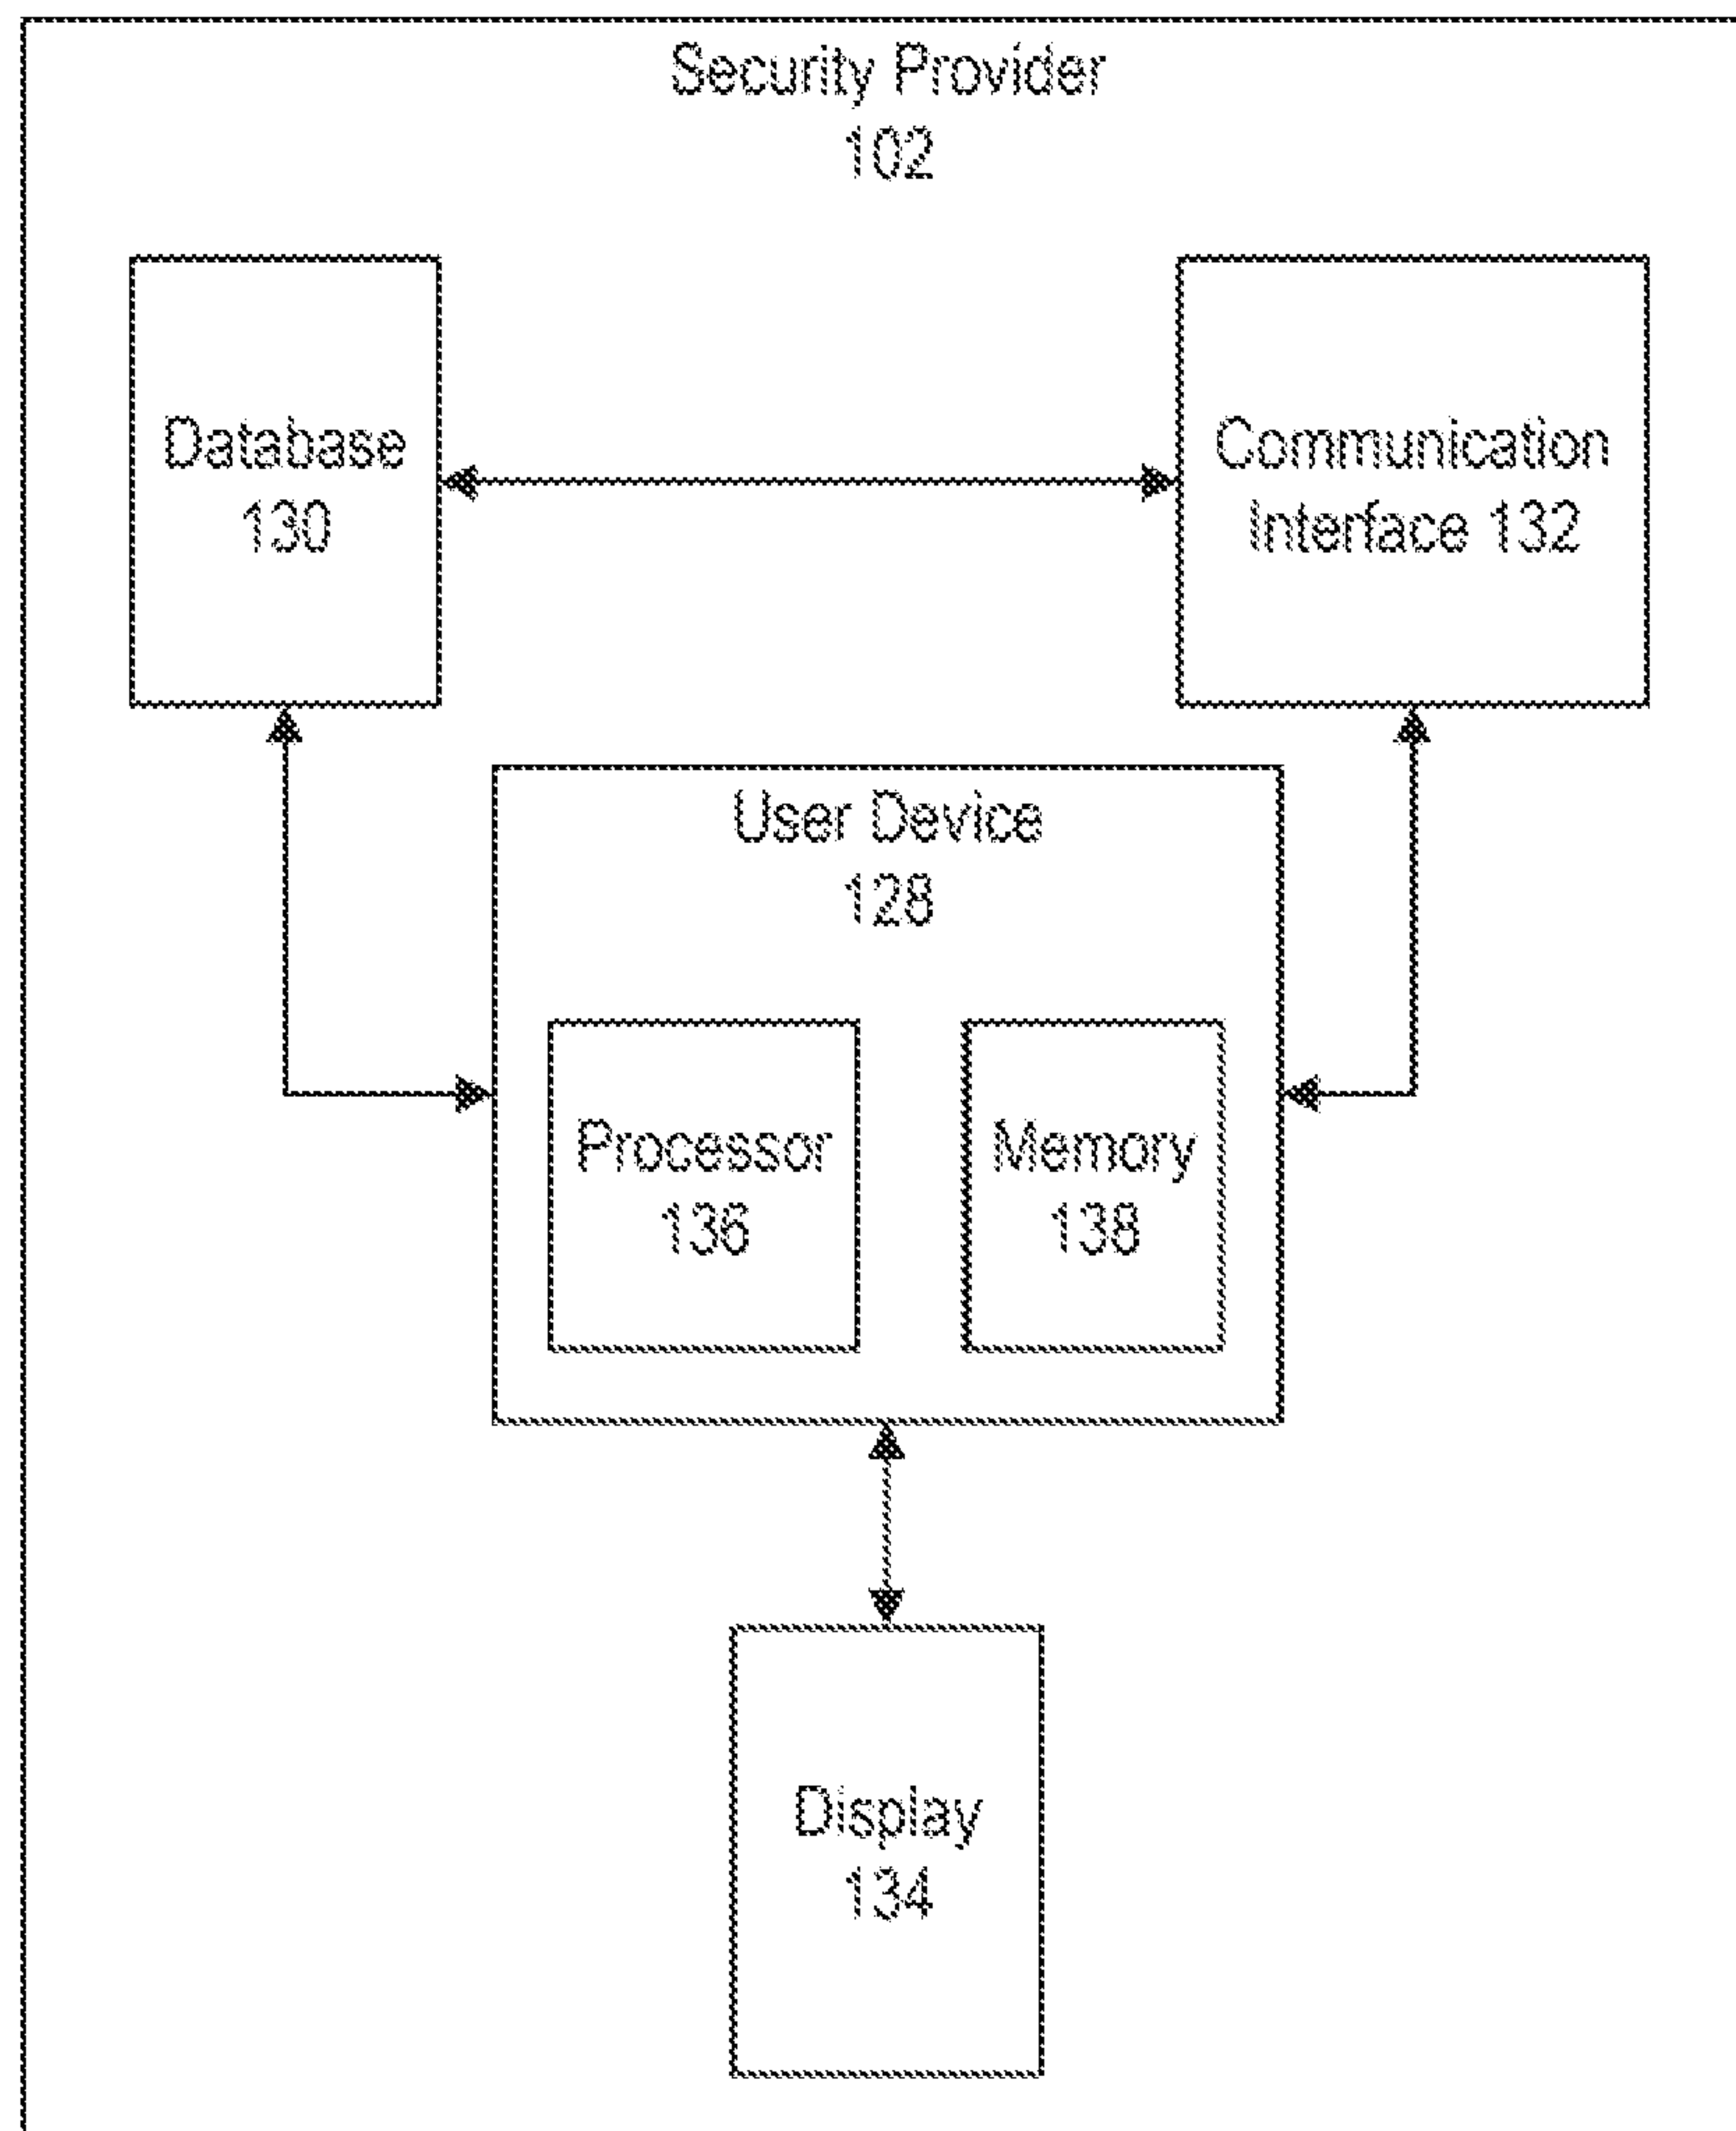 Security Provider
102
Database
130
Communication
Interface 132
User Device
128
Processor
136
Memory
138
Display
134